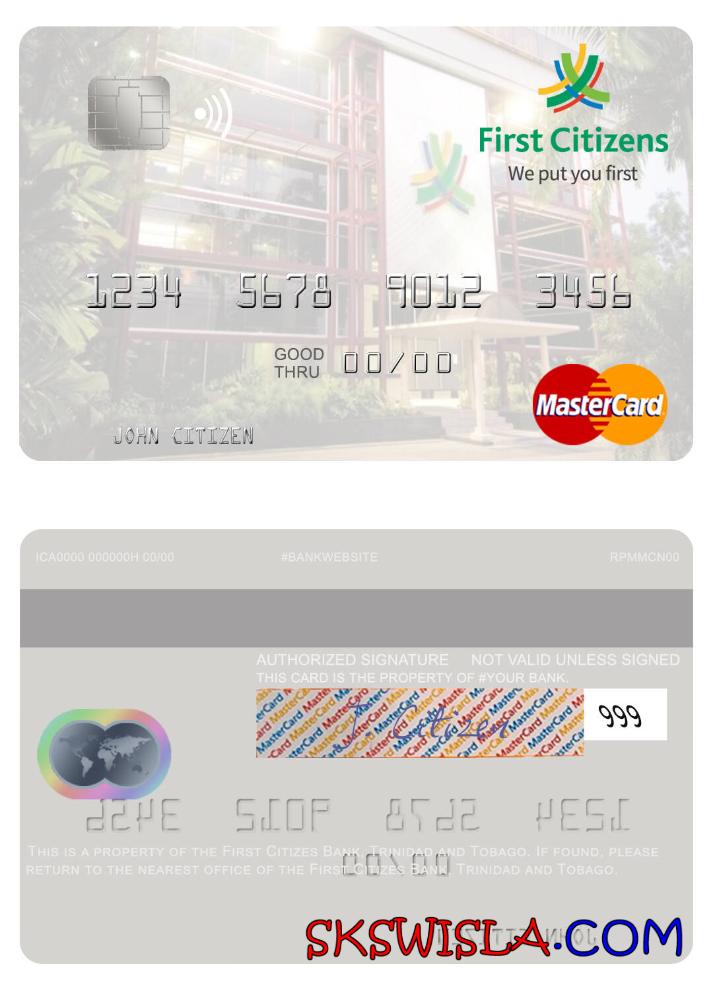 First Citizens
We put you first
1234 5678 9012 3456
GOOD THRU 00/00
JOHN CITIZEN
MasterCard
ICA0000 000000H 00/00 #BANKWEBSITE RPMMCN00
AUTHORIZED SIGNATURE NOT VALID UNLESS SIGNED
THIS CARD IS THE PROPERTY OF #YOUR BANK.
J. Citizen 999
THIS IS A PROPERTY OF THE FIRST CITIZES BANK, TRINIDAD AND TOBAGO. IF FOUND, PLEASE
RETURN TO THE NEAREST OFFICE OF THE FIRST CITIZES BANK, TRINIDAD AND TOBAGO.
SKSWISLA.COM